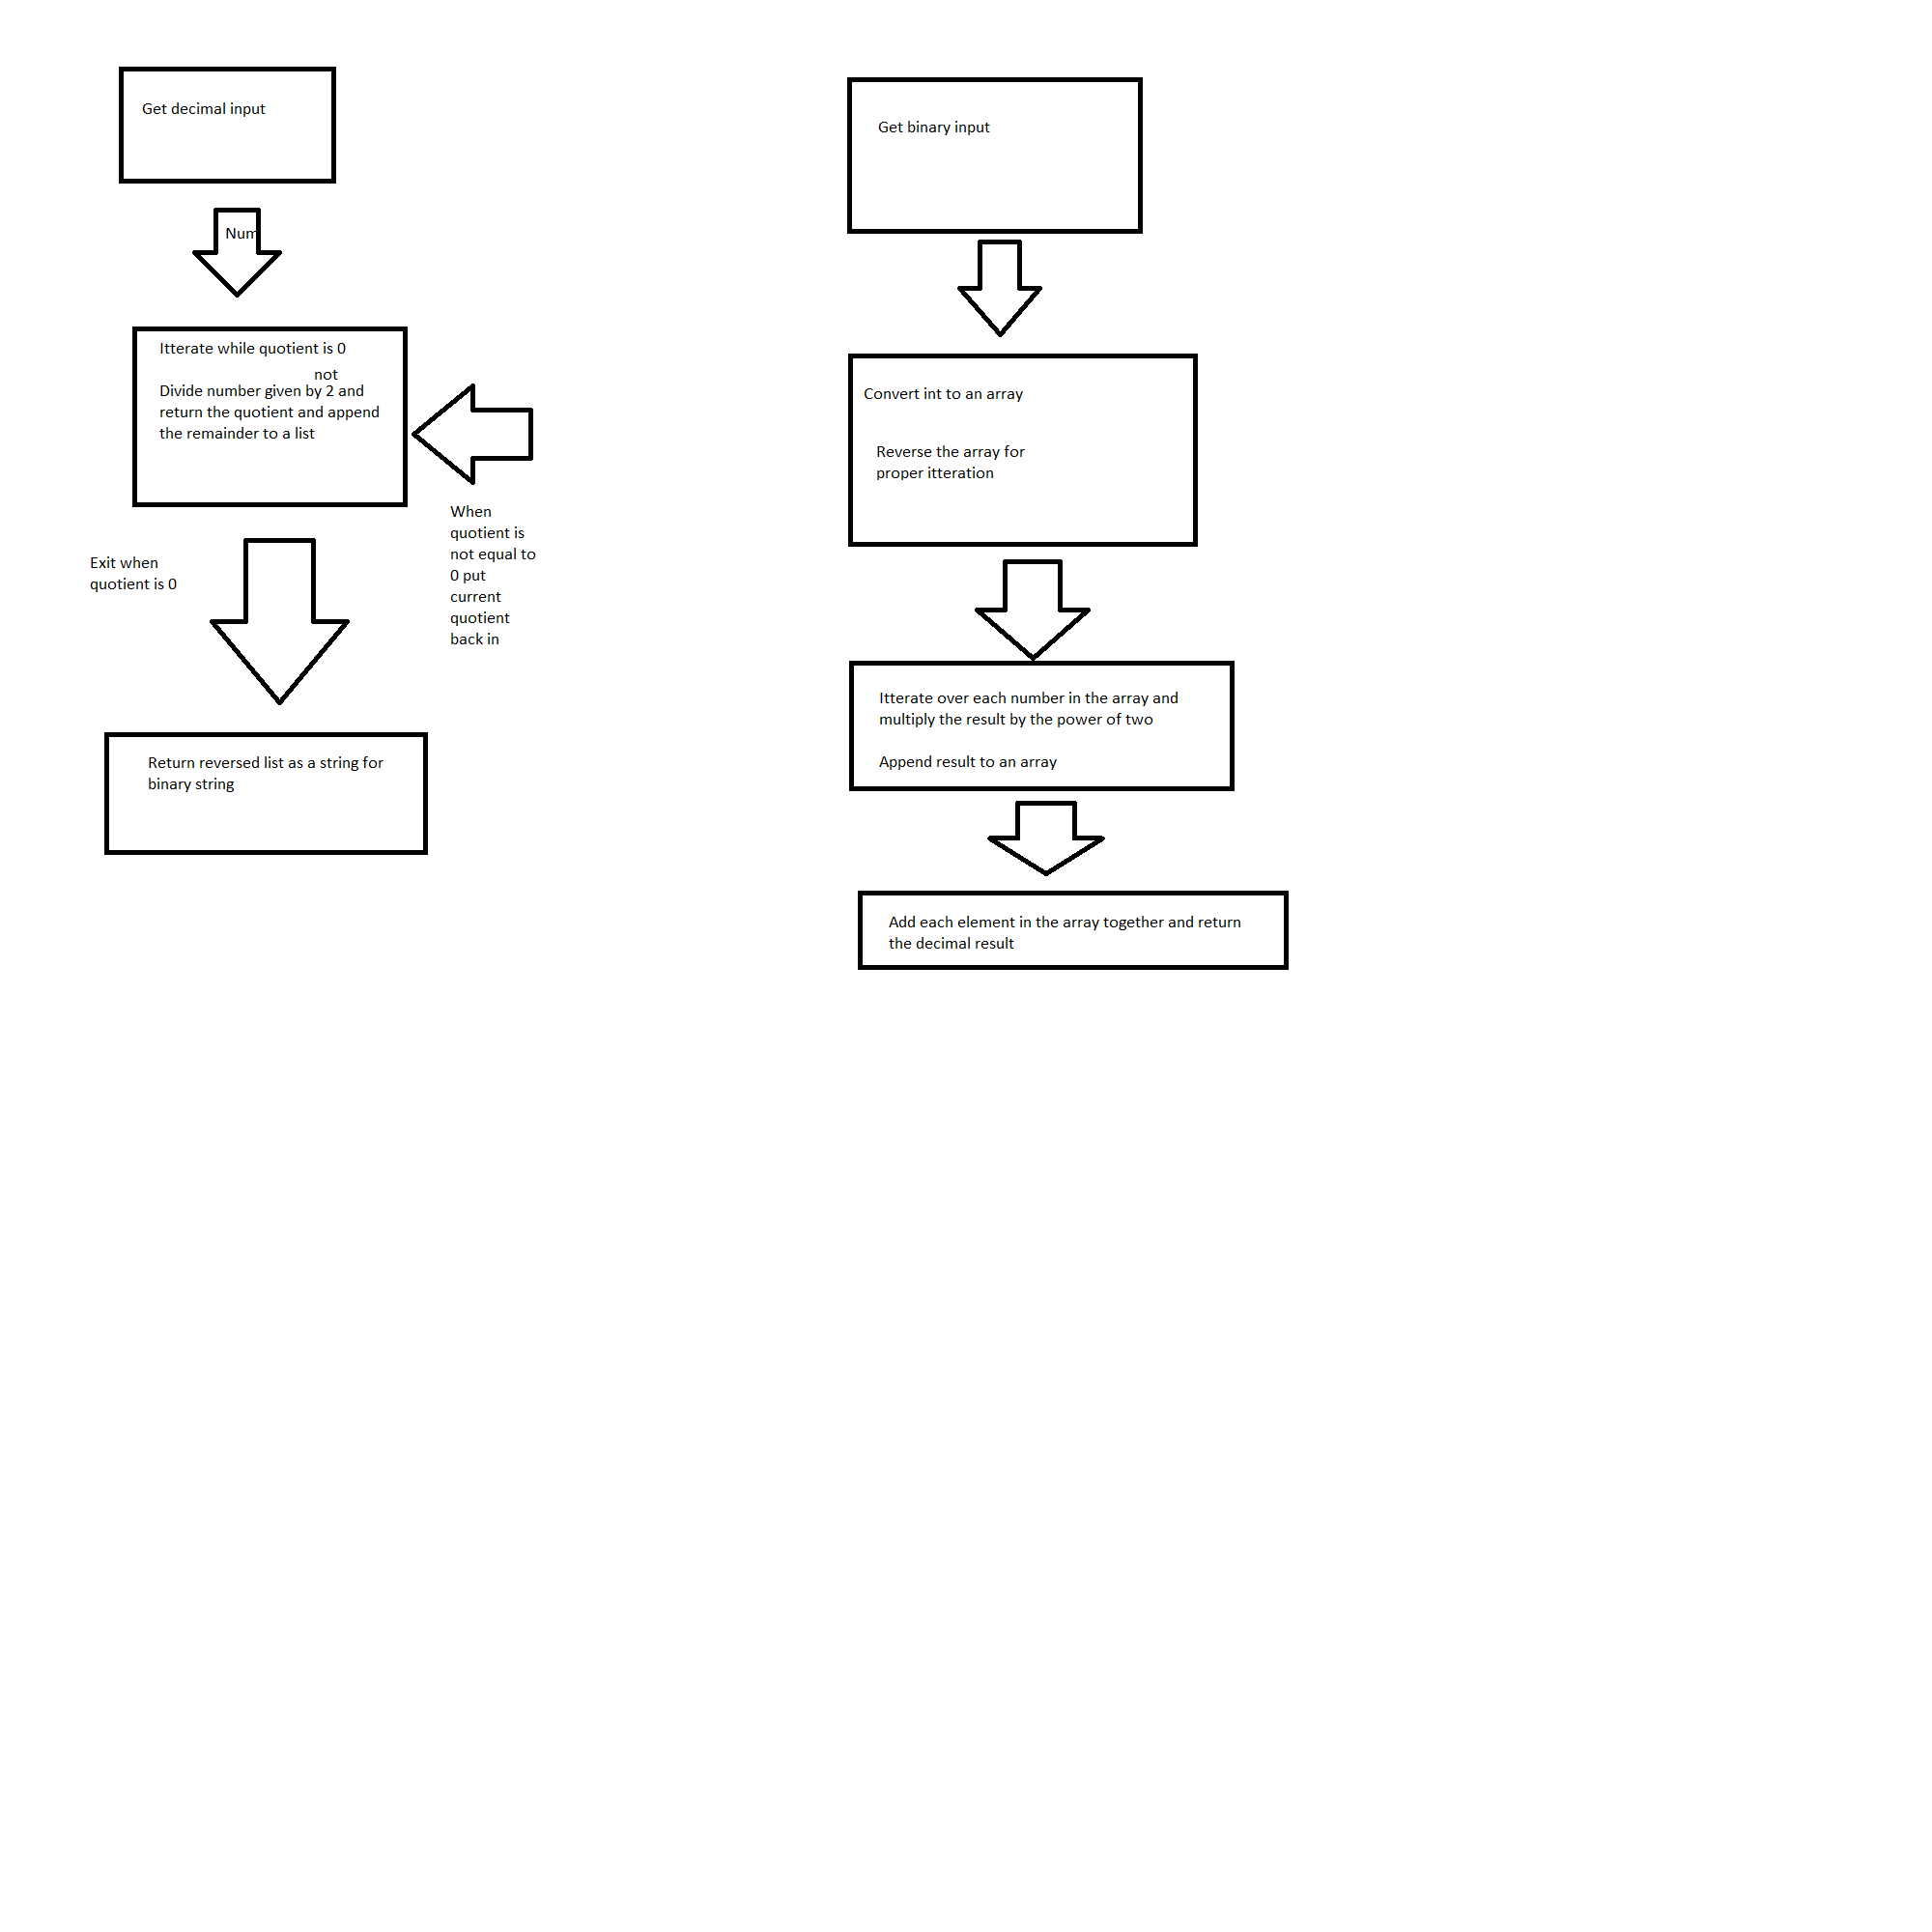 Get decimal input
Num
Itterate while quotient is 0
not
Divide number given by 2 and
return the quotient and append
the remainder to a list
When
quotient is
not equal to
0 put
current
quotient
back in
Exit when
quotient is 0
Return reversed list as a string for
binary string
Get binary input
Convert int to an array
Reverse the array for
proper itteration
Itterate over each number in the array and
multiply the result by the power of two
Append result to an array
Add each element in the array together and return
the decimal result